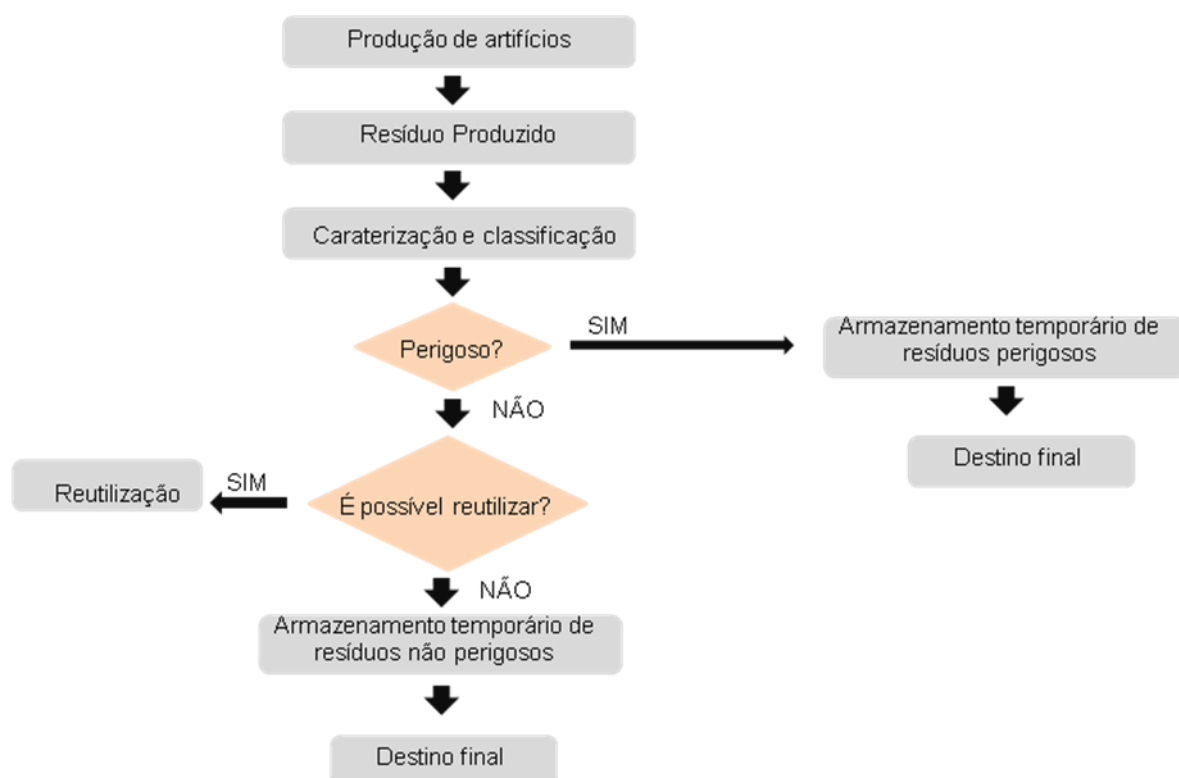 Produção de artifícios
Resíduo Produzido
Caraterização e classificação
Perigoso?
SIM
Armazenamento temporário de
resíduos perigosos
Destino final
NÃO
É possível reutilizar?
SIM
Reutilização
NÃO
Armazenamento temporário de
resíduos não perigosos
Destino final